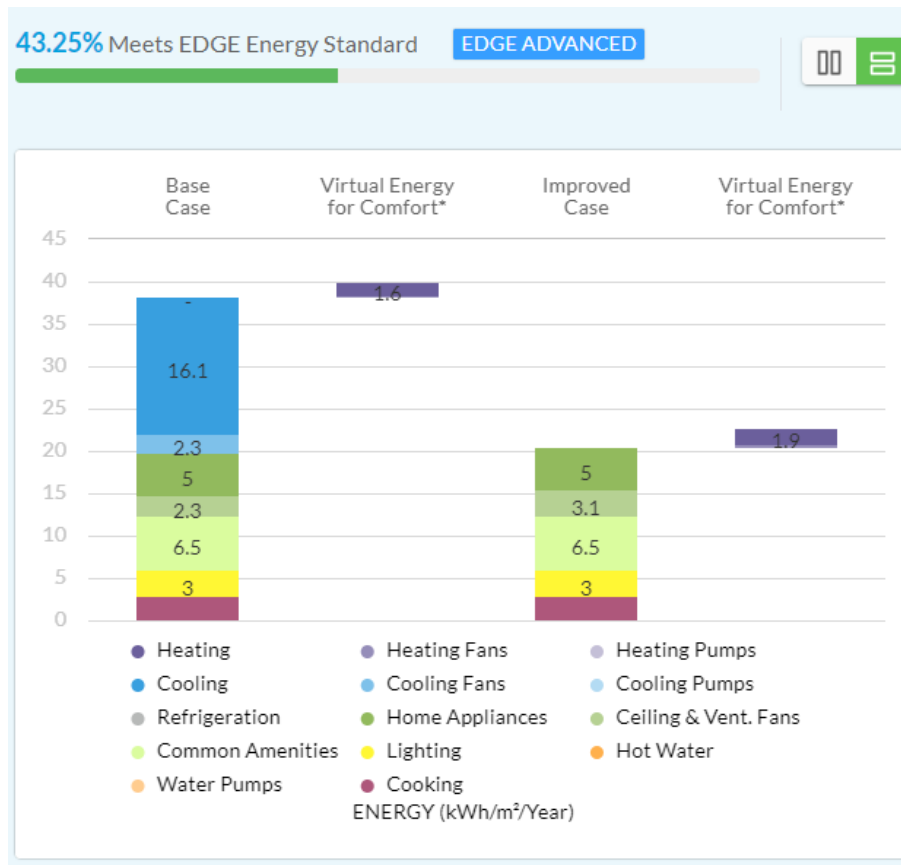 43.25% Meets EDGE Energy Standard EDGE ADVANCED
Base Case Virtual Energy for Comfort* Improved Case Virtual Energy for Comfort*
45
40
1.6
35
-
30
16.1
25
20
2.3
1.9
5
5
15
2.3
3.1
10
6.5
6.5
5
3
3
0
Heating Heating Fans Heating Pumps
Cooling Cooling Fans Cooling Pumps
Refrigeration Home Appliances Ceiling & Vent. Fans
Common Amenities Lighting Hot Water
Water Pumps Cooking
ENERGY (kWh/m²/Year)